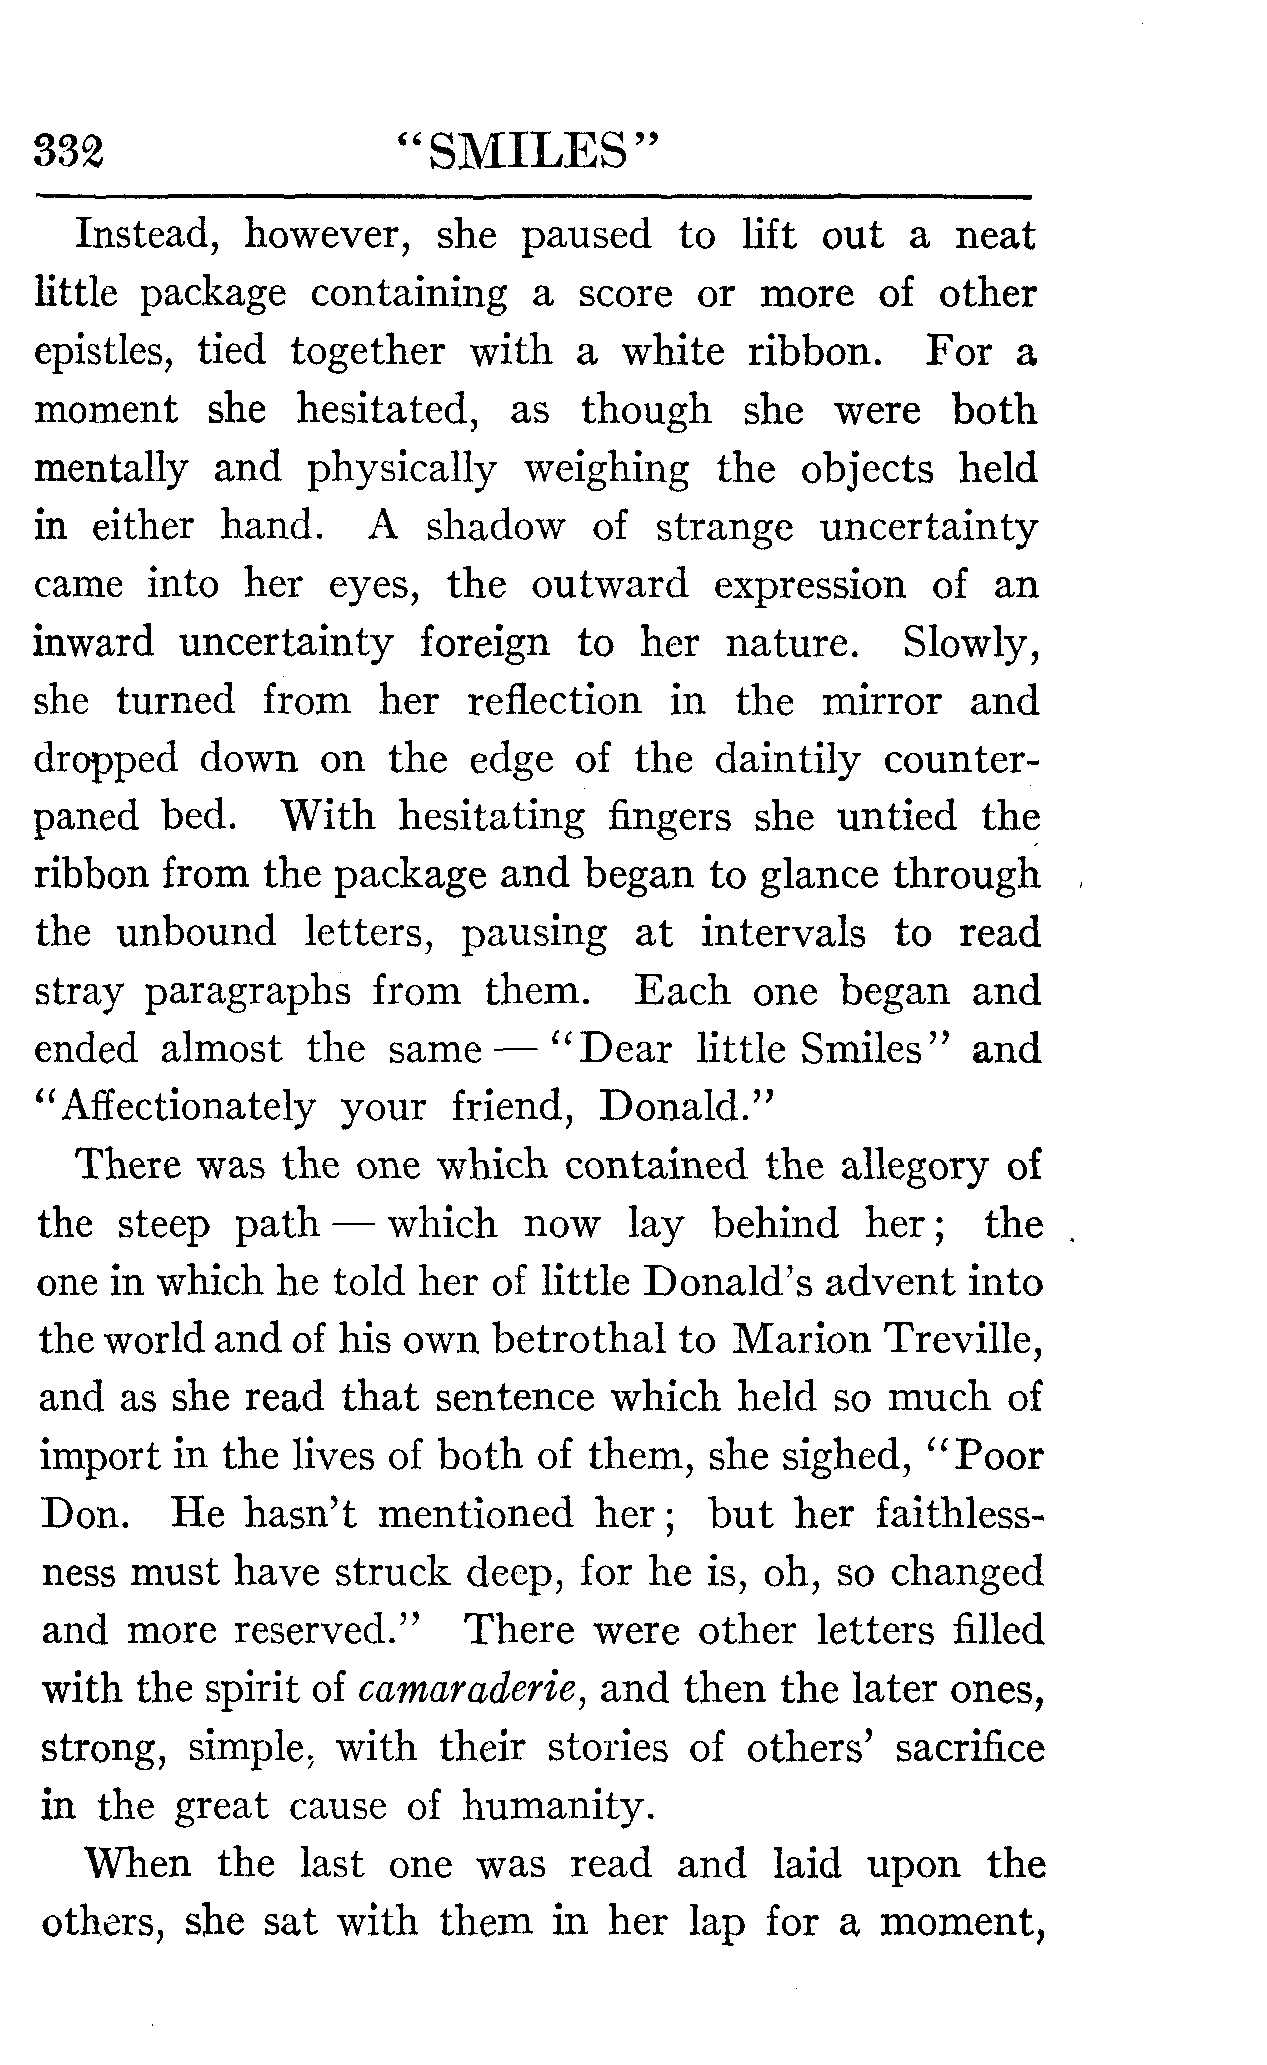 332 "SMILES"
Instead, however, she paused to lift out a neat
little package containing a score or more of other
epistles, tied together with a white ribbon. For a
moment she hesitated, as though she were both
mentally and physically weighing the objects held
in either hand. A shadow of strange uncertainty
came into her eyes, the outward expression of an
inward uncertainty foreign to her nature. Slowly,
she turned from her reflection in the mirror and
dropped down on the edge of the daintily counter-
paned bed. With hesitating fingers she untied the
ribbon from the package and began to glance through
the unbound letters, pausing at intervals to read
stray paragraphs from them. Each one began and
ended almost the same — "Dear little Smiles" and
"Affectionately your friend, Donald."
There was the one which contained the allegory of
the steep path — which now lay behind her; the
one in which he told her of little Donald's advent into
the world and of his own betrothal to Marion Treville,
and as she read that sentence which held so much of
import in the lives of both of them, she sighed, "Poor
Don. He hasn't mentioned her; but her faithless-
ness must have struck deep, for he is, oh, so changed
and more reserved." There were other letters filled
with the spirit of camaraderie, and then the later ones,
strong, simple, with their stories of others' sacrifice
in the great cause of humanity.
When the last one was read and laid upon the
others, she sat with them in her lap for a moment,